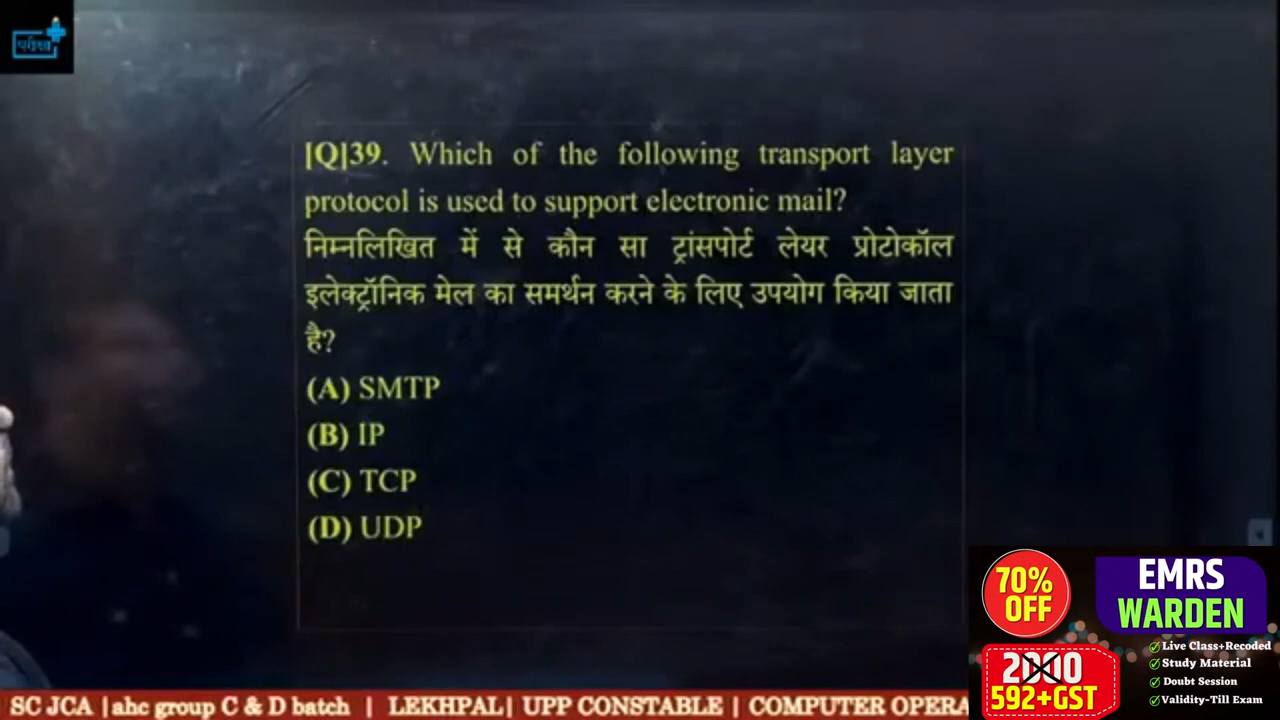 परीक्षा
[Q]39. Which of the following transport layer
protocol is used to support electronic mail?
निम्नलिखित में से कौन सा ट्रांसपोर्ट लेयर प्रोटोकॉल
इलेक्ट्रॉनिक मेल का समर्थन करने के लिए उपयोग किया जाता
है?
(A) SMTP
(B) IP
(C) TCP
(D) UDP
70%
OFF
EMRS
WARDEN
2000
592+GST
Live Class+Recoded
Study Material
Doubt Session
Validity-Till Exam
SC JCA | ahc group C & D batch | LEKHPAL | UPP CONSTABLE | COMPUTER OPERA